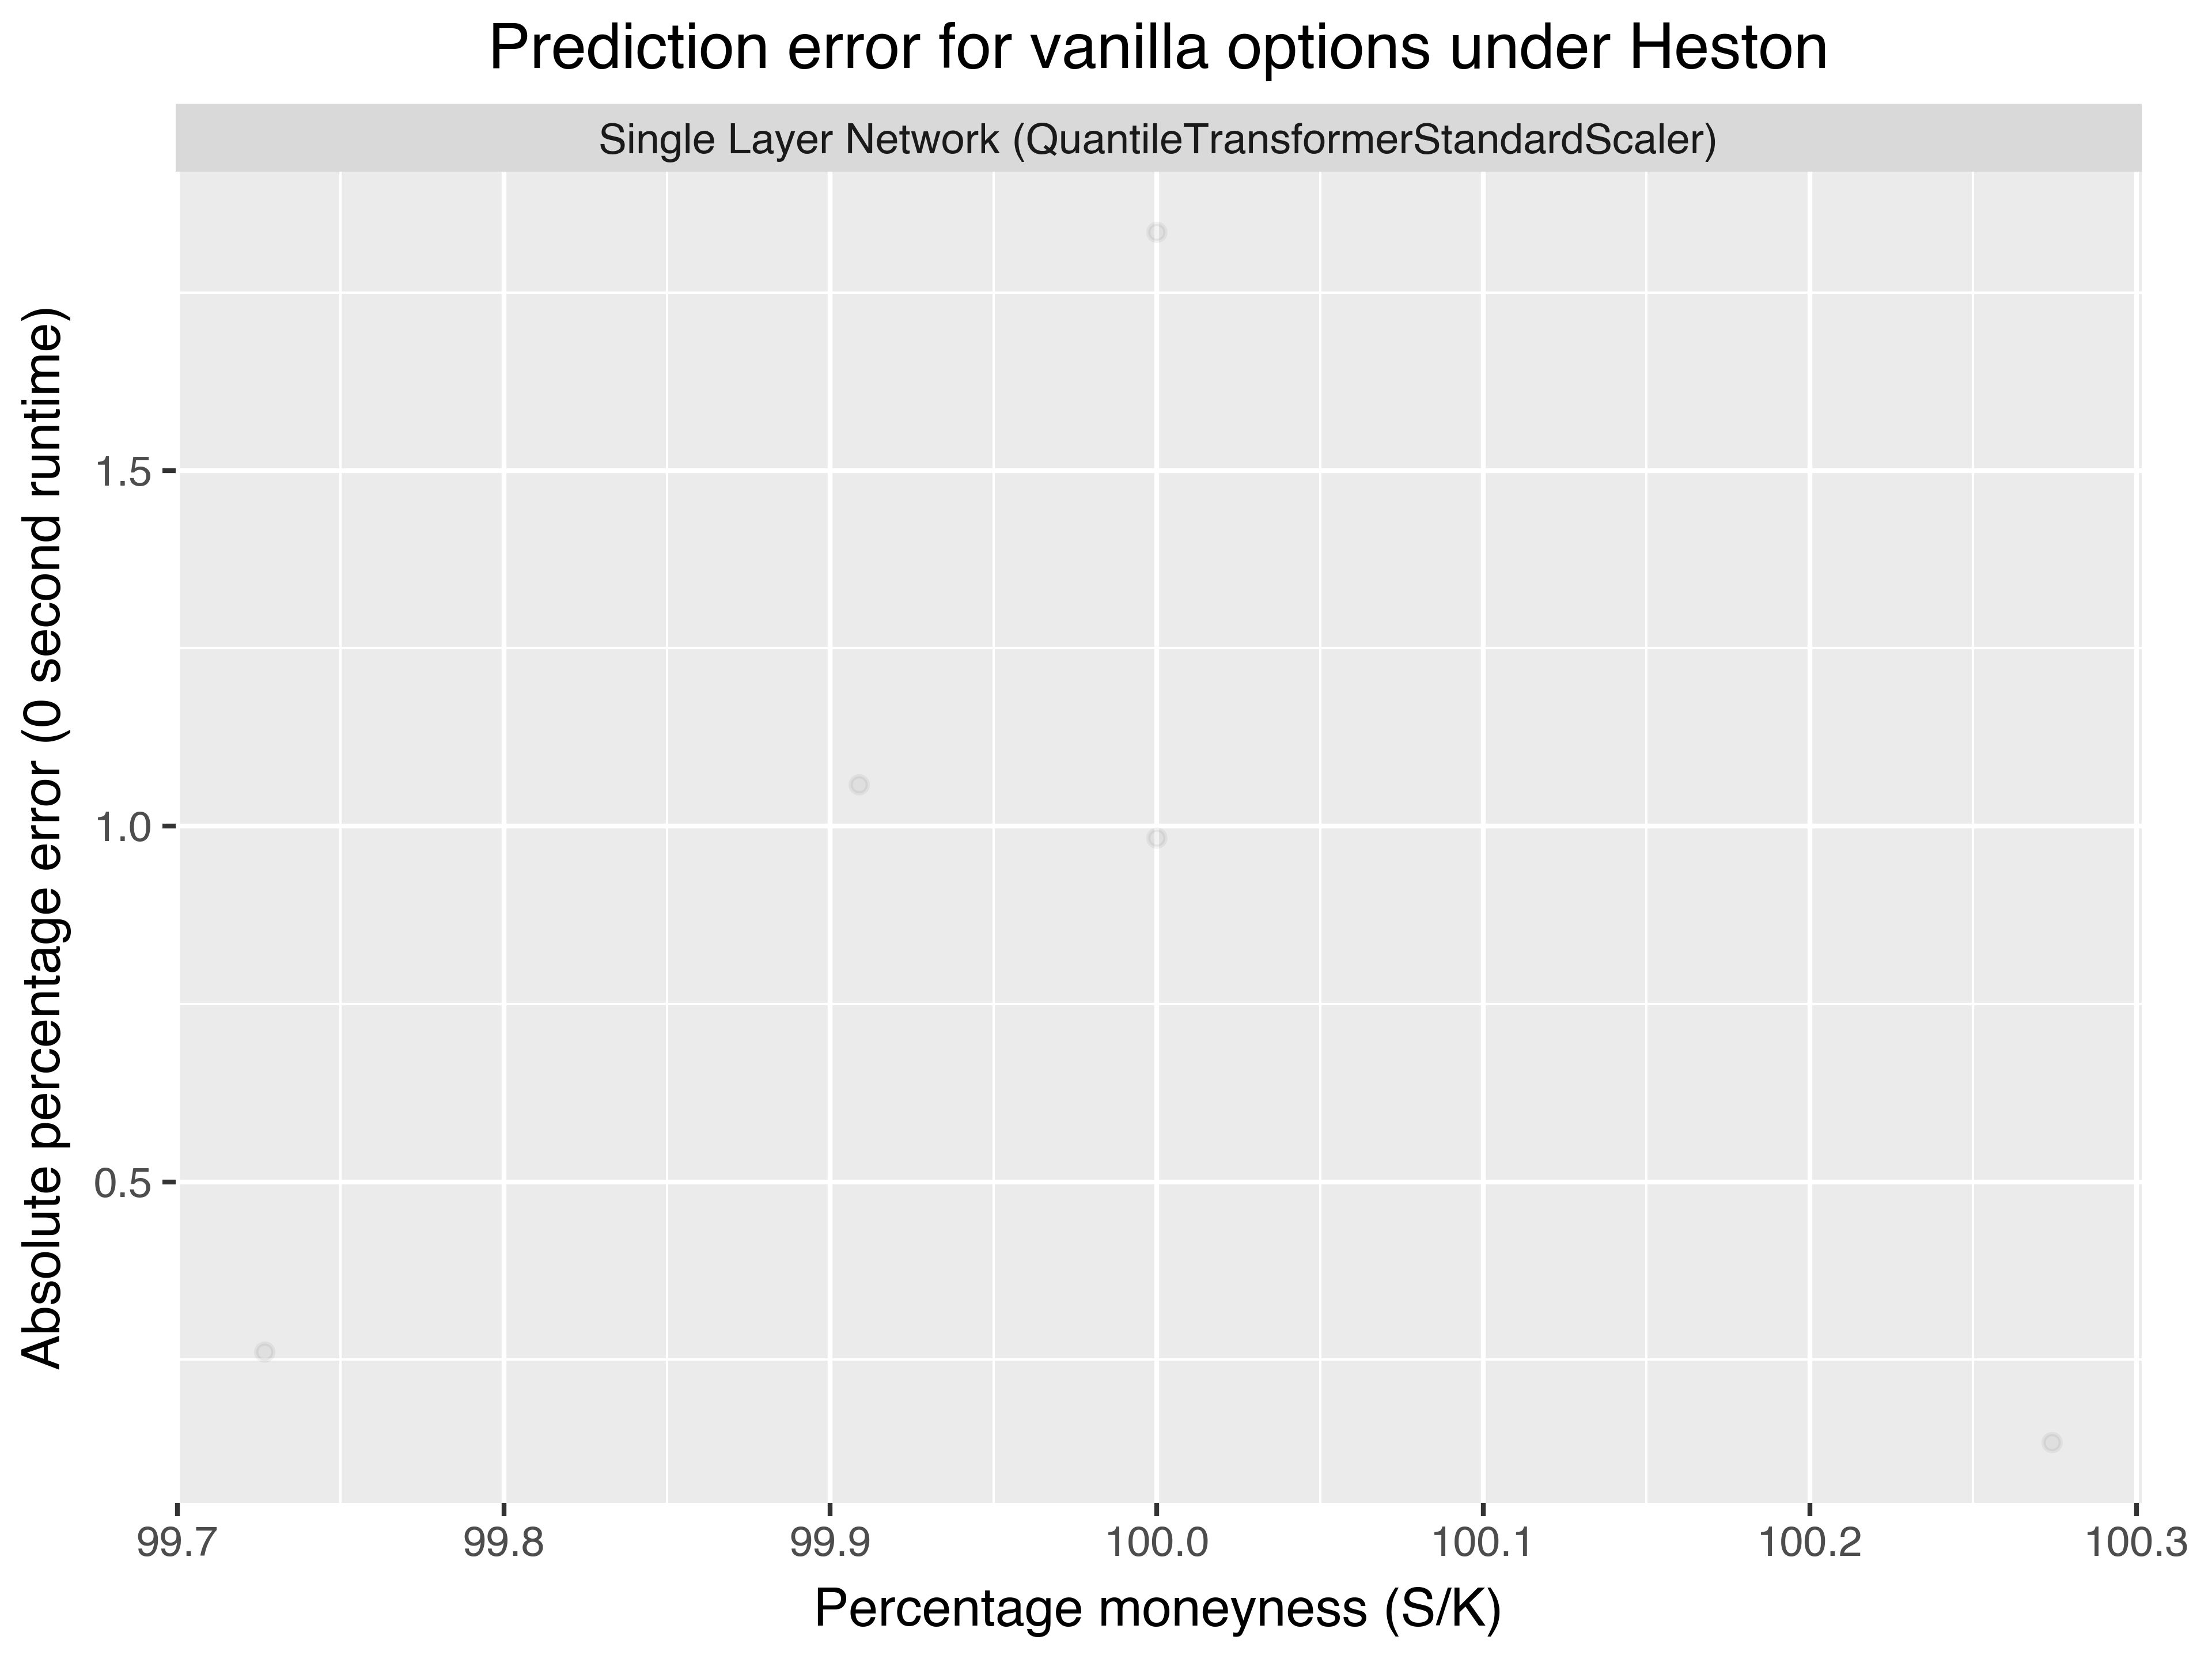 Prediction error for vanilla options under Heston
Single Layer Network (QuantileTransformerStandardScaler)
Absolute percentage error (0 second runtime)
1.5
1.0
0.5
99.7 99.8 99.9 100.0 100.1 100.2 100.3
Percentage moneyness (S/K)